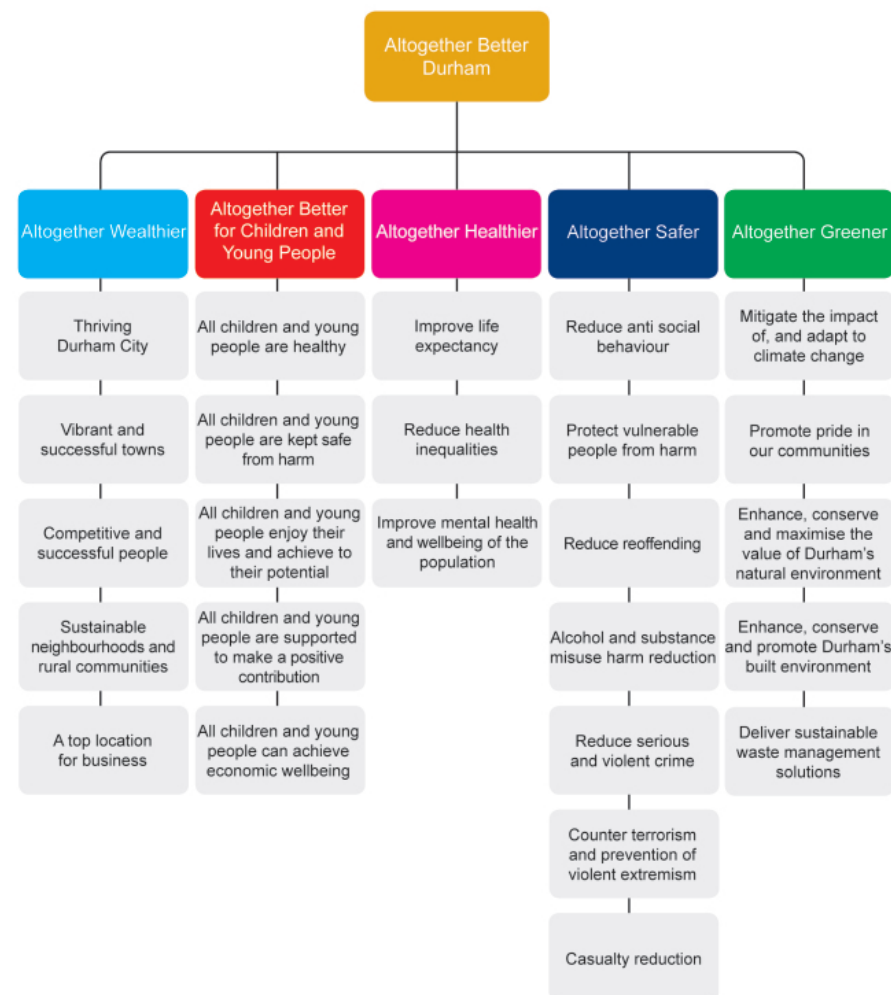 Altogether Better
Durham
Altogether Wealthier
Altogether Better
for Children and
Young People
Altogether Healthier
Altogether Safer
Altogether Greener
Thriving
Durham City
Vibrant and
successful towns
Competitive and
successful people
Sustainable
neighbourhoods and
rural communities
A top location
for business
All children and young
people are healthy
All children and young
people are kept safe
from harm
All children and young
people enjoy their
lives and achieve to
their potential
All children and young
people are supported
to make a positive
contribution
All children and young
people can achieve
economic wellbeing
Improve life
expectancy
Reduce health
inequalities
Improve mental health
and wellbeing of the
population
Reduce anti social
behaviour
Protect vulnerable
people from harm
Reduce reoffending
Alcohol and substance
misuse harm reduction
Reduce serious
and violent crime
Counter terrorism
and prevention of
violent extremism
Casualty reduction
Mitigate the impact
of, and adapt to
climate change
Promote pride in
our communities
Enhance, conserve
and maximise the
value of Durham's
natural environment
Enhance, conserve
and promote Durham's
built environment
Deliver sustainable
waste management
solutions